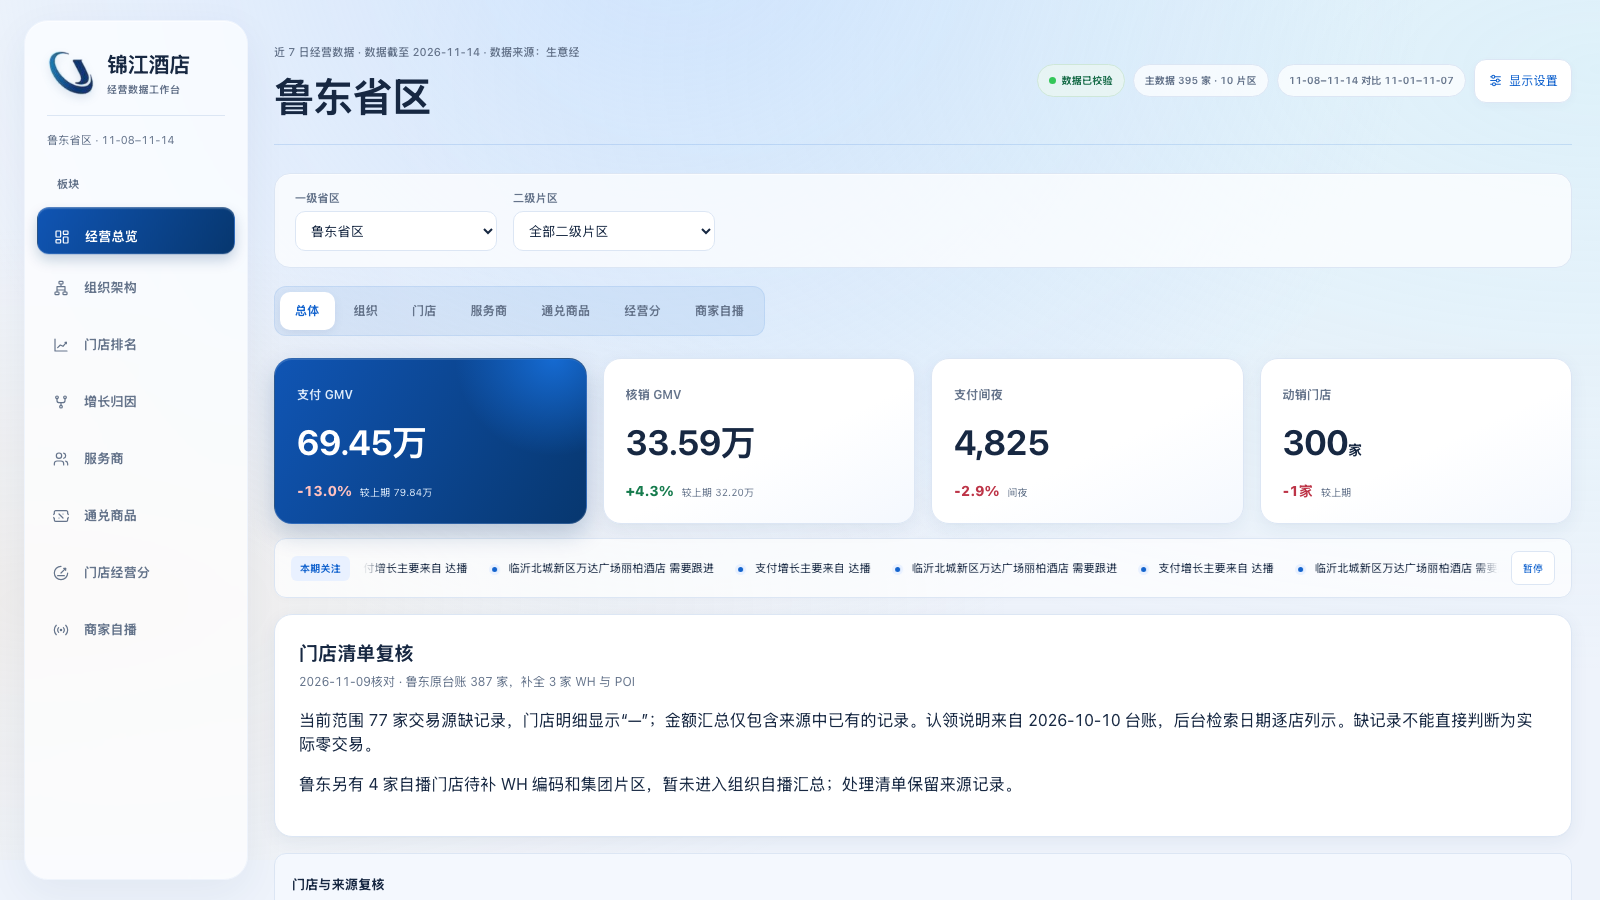 锦江酒店
经营数据工作台
鲁东省区 · 11-08–11-14
板块
经营总览
组织架构
门店排名
增长归因
服务商
通兑商品
门店经营分
商家自播
近 7 日经营数据 · 数据截至 2026-11-14 · 数据来源：生意经
鲁东省区
数据已校验
主数据 395 家 · 10 片区
11-08–11-14 对比 11-01–11-07
显示设置
一级省区
二级片区
鲁东省区
全部二级片区
总体
组织
门店
服务商
通兑商品
经营分
商家自播
支付 GMV
69.45万
-13.0% 较上期 79.84万
核销 GMV
33.59万
+4.3% 较上期 32.20万
支付间夜
4,825
-2.9% 间夜
动销门店
300家
-1家 较上期
本期关注
付增长主要来自 达播
临沂北城新区万达广场丽柏酒店 需要跟进
支付增长主要来自 达播
临沂北城新区万达广场丽柏酒店 需要跟进
支付增长主要来自 达播
临沂北城新区万达广场丽柏酒店 需要
暂停
门店清单复核
2026-11-09核对 · 鲁东原台账 387 家，补全 3 家 WH 与 POI
当前范围 77 家交易源缺记录，门店明细显示“—”；金额汇总仅包含来源中已有的记录。认领说明来自 2026-10-10 台账，后台检索日期逐店列示。缺记录不能直接判断为实
际零交易。
鲁东另有 4 家自播门店待补 WH 编码和集团片区，暂未进入组织自播汇总；处理清单保留来源记录。
门店与来源复核